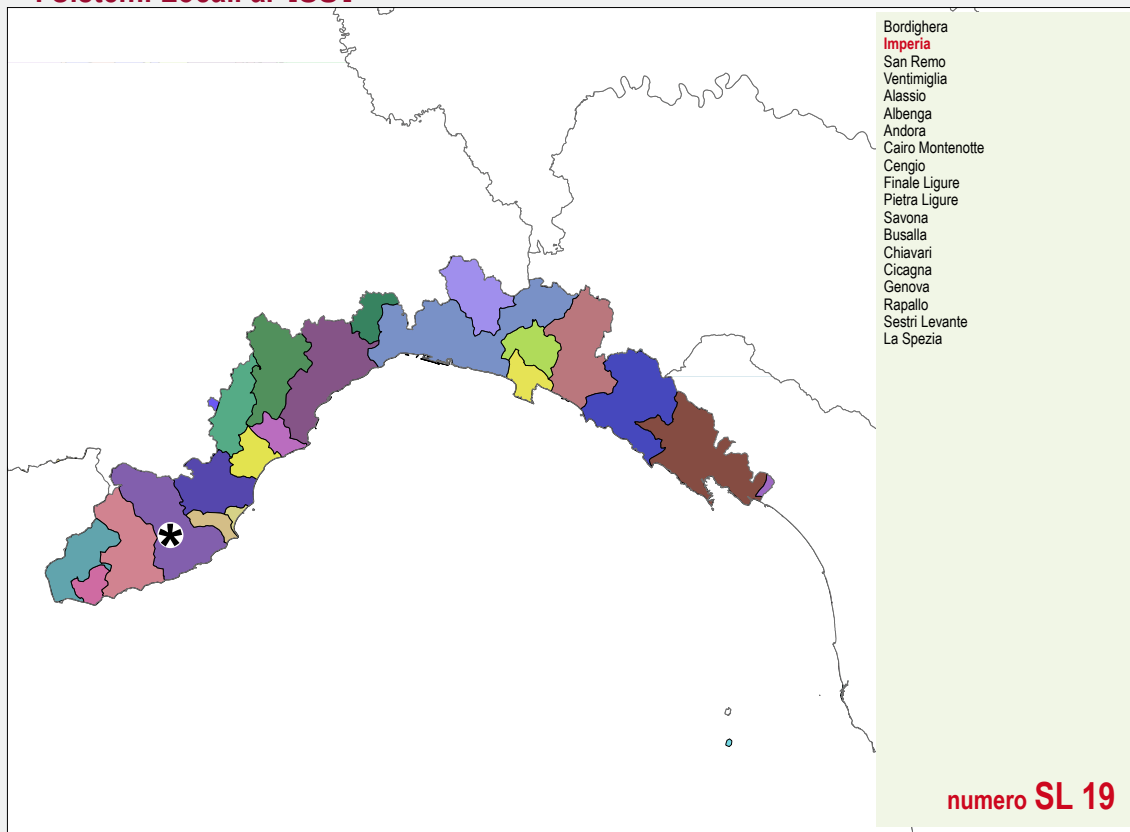 Bordighera
Imperia
San Remo
Ventimiglia
Alassio
Albenga
Andora
Cairo Montenotte
Cengio
Finale Ligure
Pietra Ligure
Savona
Busalla
Chiavari
Cicagna
Genova
Rapallo
Sestri Levante
La Spezia
numero SL 19